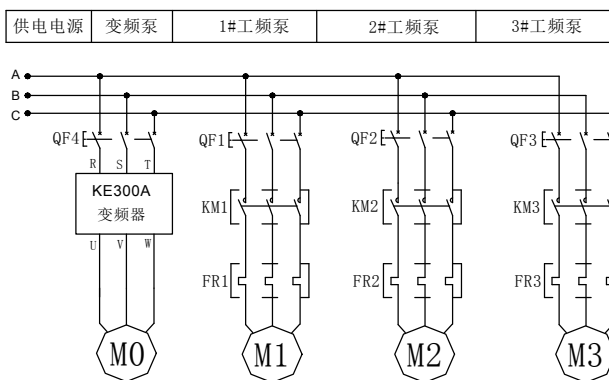 供电电源 变频泵 1#工频泵 2#工频泵 3#工频泵
A
B
C
QF4 QF1 QF2 QF3
R S T
KE300A
变频器
KM1 KM2 KM3
U V W
FR1 FR2 FR3
M0 M1 M2 M3